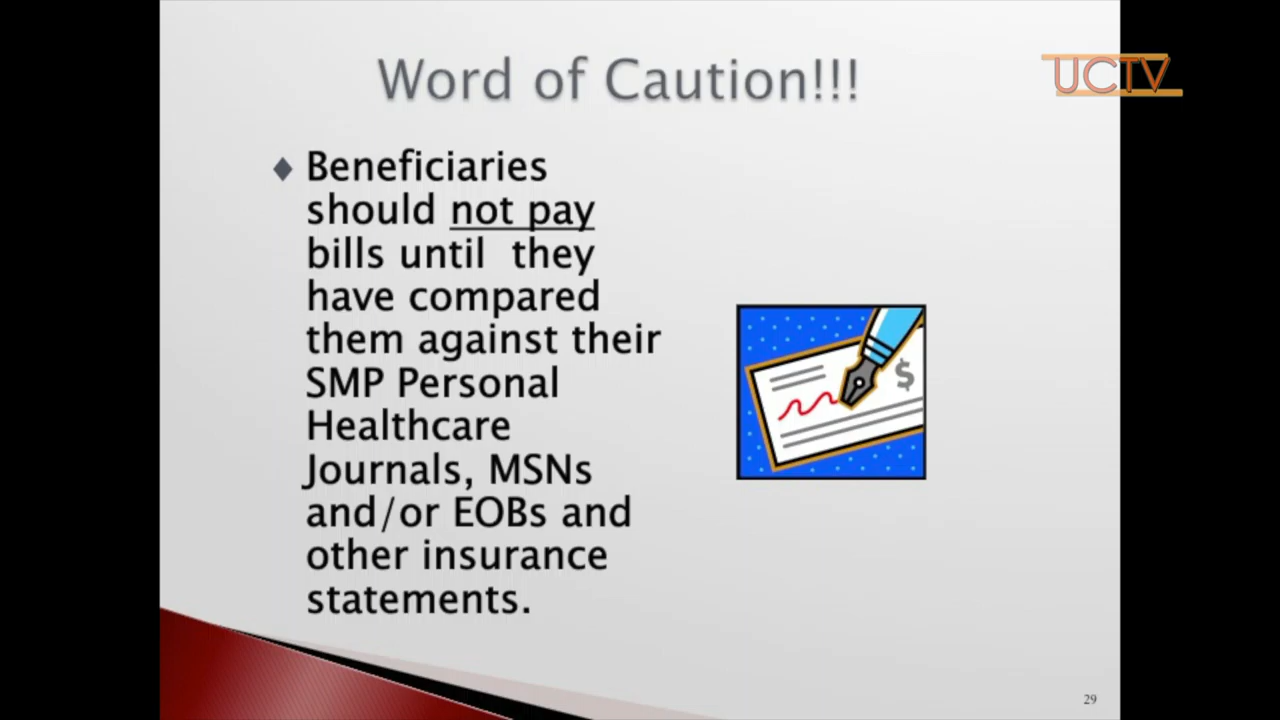 Word of Caution!!!
UCTV
♦ Beneficiaries
should not pay
bills until they
have compared
them against their
SMP Personal
Healthcare
Journals, MSNs
and/or EOBs and
other insurance
statements.
$
29